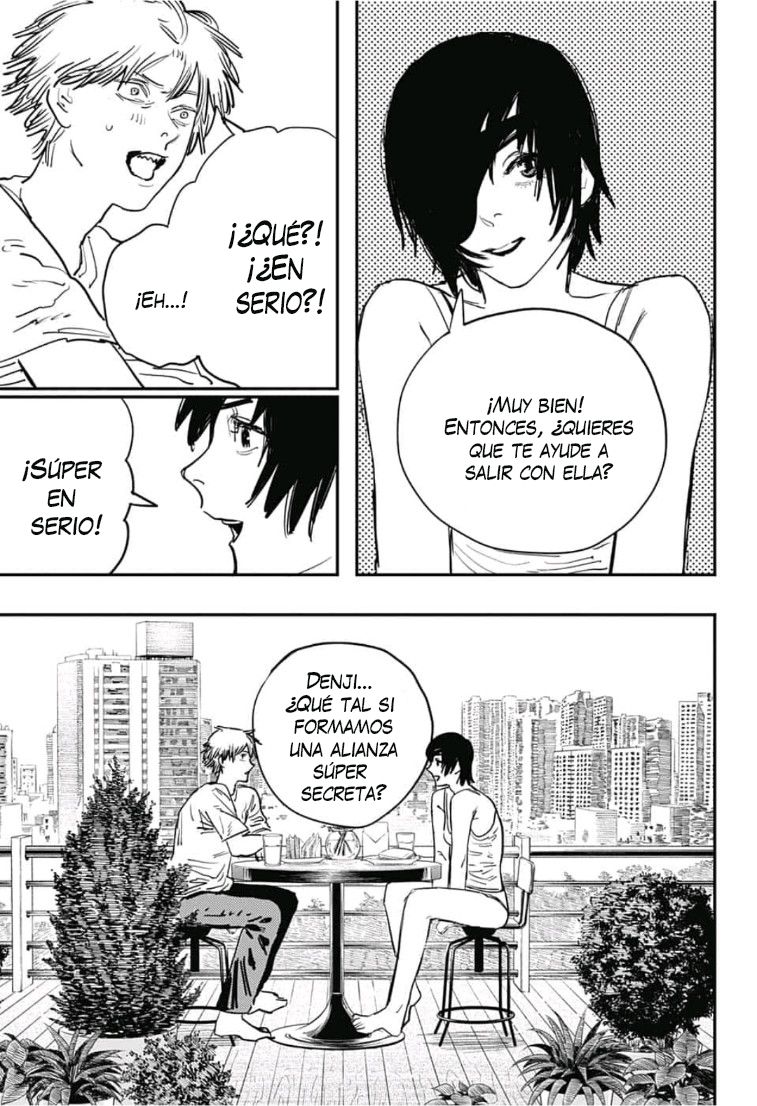 ¡Muy bien!
Entonces, ¿quieres
que te ayude a
salir con ella?
¡¿Qué?!
¡¿En
serio?!
¡Eh...!
¡Súper
en
serio!
Denji...
¿Qué tal si
formamos
una alianza
súper
secreta?